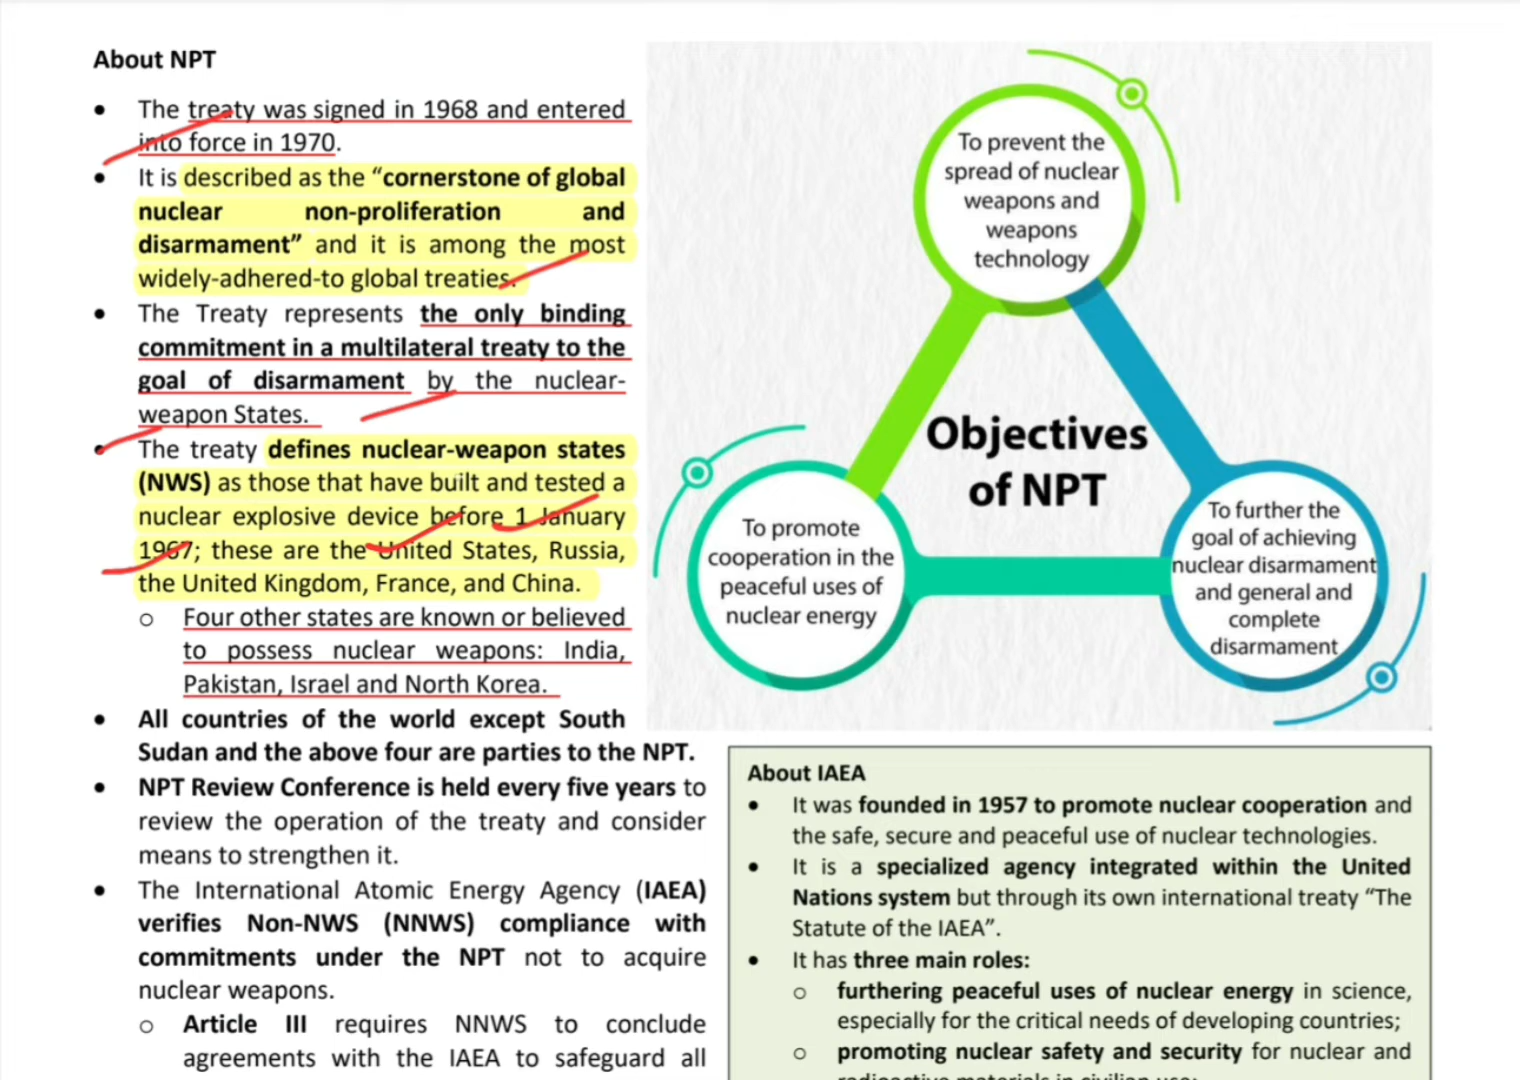 About NPT
• The treaty was signed in 1968 and entered
into force in 1970.
• It is described as the “cornerstone of global
nuclear non-proliferation and
disarmament” and it is among the most
widely-adhered-to global treaties.
• The Treaty represents the only binding
commitment in a multilateral treaty to the
goal of disarmament by the nuclear-
weapon States.
• The treaty defines nuclear-weapon states
(NWS) as those that have built and tested a
nuclear explosive device before 1 January
1967; these are the United States, Russia,
the United Kingdom, France, and China.
o Four other states are known or believed
to possess nuclear weapons: India,
Pakistan, Israel and North Korea.
• All countries of the world except South
Sudan and the above four are parties to the NPT.
• NPT Review Conference is held every five years to
review the operation of the treaty and consider
means to strengthen it.
• The International Atomic Energy Agency (IAEA)
verifies Non-NWS (NNWS) compliance with
commitments under the NPT not to acquire
nuclear weapons.
o Article III requires NNWS to conclude
agreements with the IAEA to safeguard all
To prevent the
spread of nuclear
weapons and
weapons
technology
Objectives
of NPT
To promote
cooperation in the
peaceful uses of
nuclear energy
To further the
goal of achieving
nuclear disarmament
and general and
complete
disarmament
About IAEA
• It was founded in 1957 to promote nuclear cooperation and
the safe, secure and peaceful use of nuclear technologies.
• It is a specialized agency integrated within the United
Nations system but through its own international treaty “The
Statute of the IAEA”.
• It has three main roles:
o furthering peaceful uses of nuclear energy in science,
especially for the critical needs of developing countries;
o promoting nuclear safety and security for nuclear and
radioactive materials in civilian use;